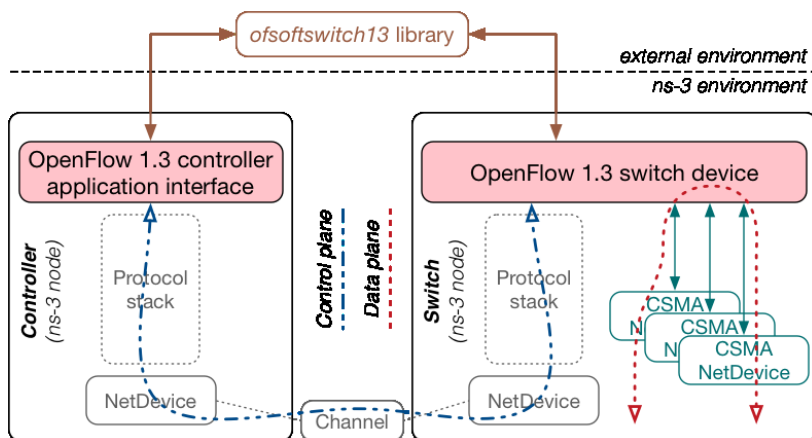 ofsoftswitch13 library
external environment
ns-3 environment
OpenFlow 1.3 controller
application interface
OpenFlow 1.3 switch device
Controller
(ns-3 node)
Protocol
stack
Control plane
Data plane
Switch
(ns-3 node)
Protocol
stack
CSMA
N
CSMA
N
CSMA
NetDevice
NetDevice
Channel
NetDevice